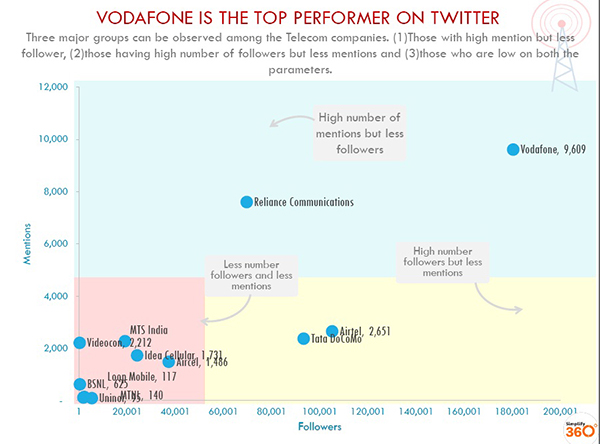 VODAFONE IS THE TOP PERFORMER ON TWITTER
Three major groups can be observed among the Telecom companies. (1)Those with high mention but less
follower, (2)those having high number of followers but less mentions and (3)those who are low on both the
parameters.
12,000
10,000
8,000
6,000
4,000
2,000
-
Mentions
High number of
mentions but less
followers
Vodafone, 9,609
Reliance Communications
Less number
followers and less
mentions
High number
followers but less
mentions
MTS India
Videocon, 2,212
Idea Cellular, 1,731
Aircel, 1,486
Airtel, 2,651
Tata DoCoMo
Loop Mobile, 117
BSNL, 625
MTNL, 140
Uninor,
1
20,001
40,001
60,001
80,001
100,001
120,001
140,001
160,001
180,001
200,001
Followers
Simplify
360°